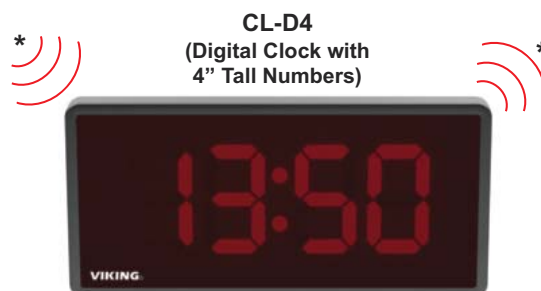 CL-D4
(Digital Clock with
4” Tall Numbers)
*
*
13:50
VIKING®